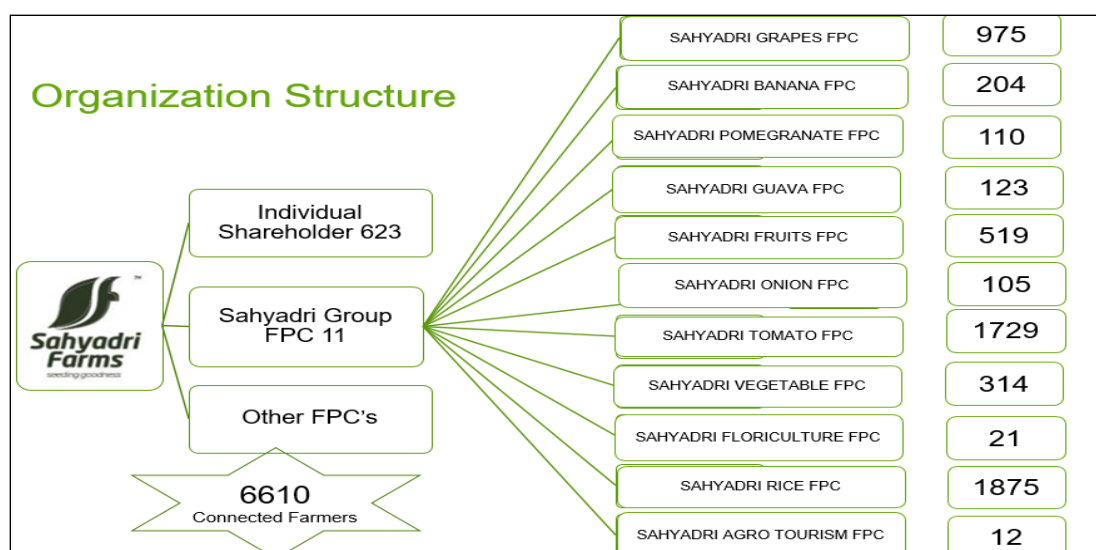 Organization Structure
™
Sahyadri
Farms
seeding goodness
Individual
Shareholder 623
Sahyadri Group
FPC 11
Other FPC's
6610
Connected Farmers
SAHYADRI GRAPES FPC 975
SAHYADRI BANANA FPC 204
SAHYADRI POMEGRANATE FPC 110
SAHYADRI GUAVA FPC 123
SAHYADRI FRUITS FPC 519
SAHYADRI ONION FPC 105
SAHYADRI TOMATO FPC 1729
SAHYADRI VEGETABLE FPC 314
SAHYADRI FLORICULTURE FPC 21
SAHYADRI RICE FPC 1875
SAHYADRI AGRO TOURISM FPC 12